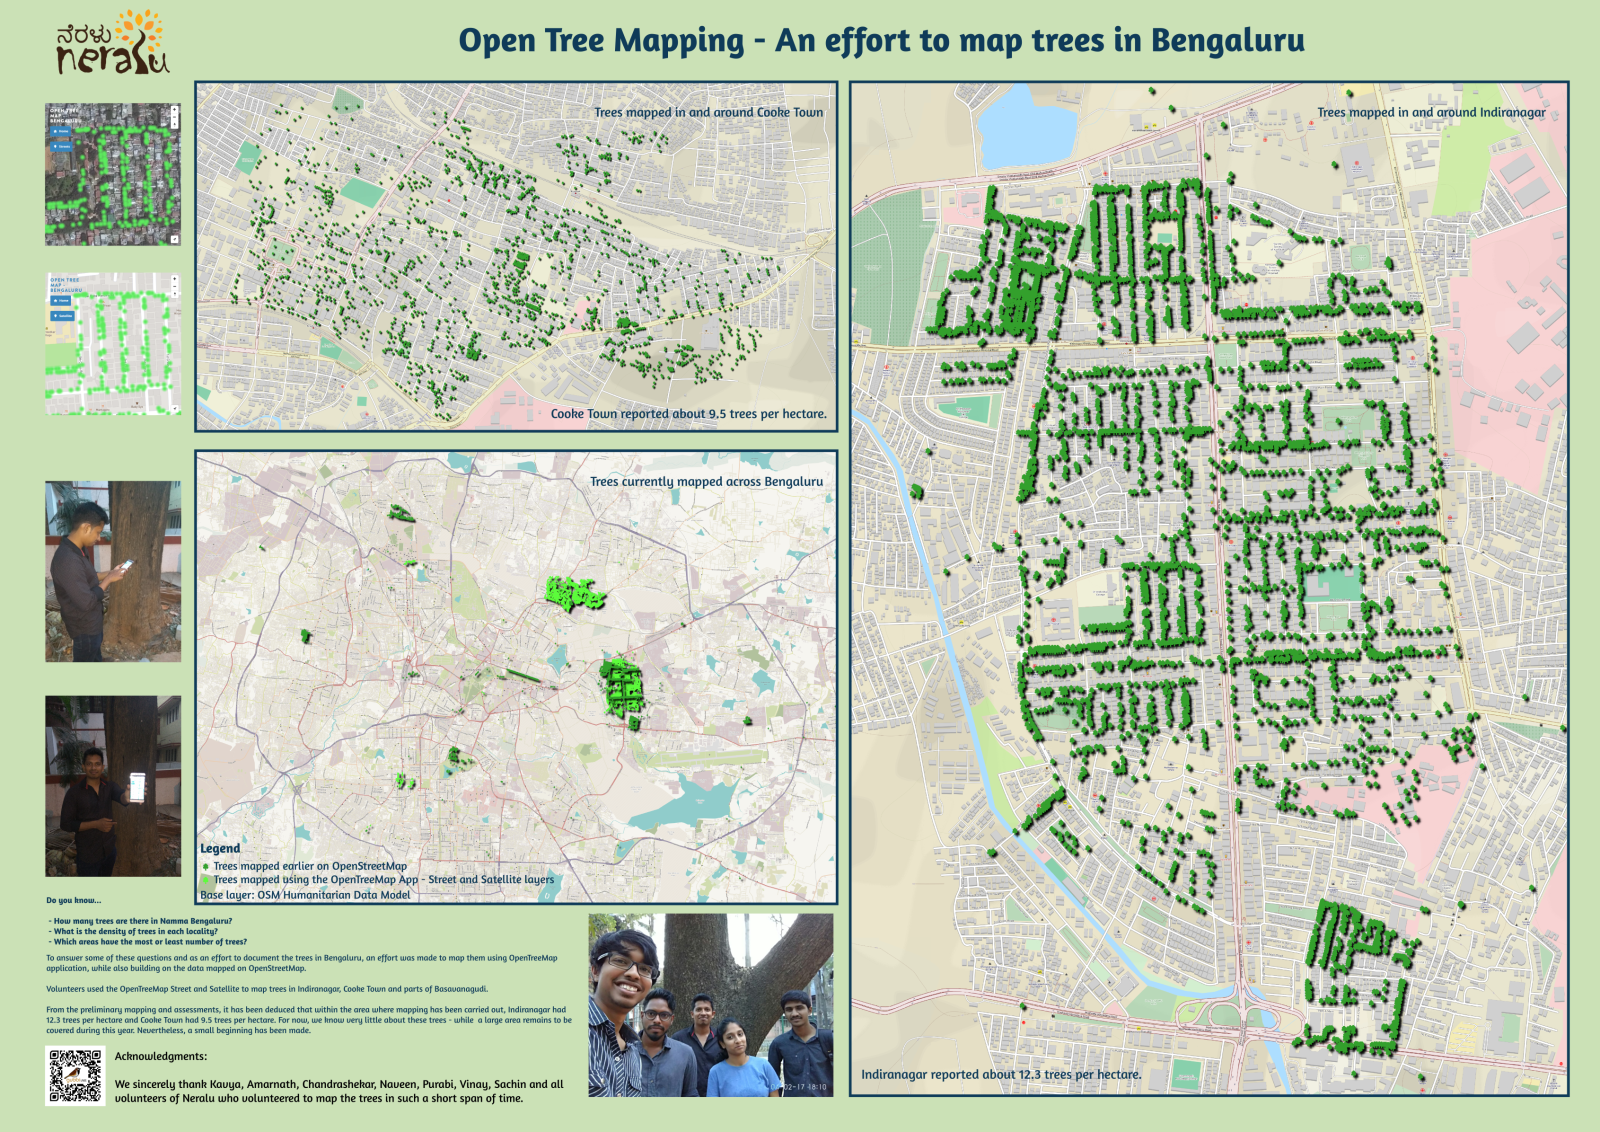 ನೆರಳು
neralu
Open Tree Mapping - An effort to map trees in Bengaluru
OPEN TREE
MAP
BENGALURU
OPEN TREE
MAP
BENGALURU
Trees mapped in and around Cooke Town
Cooke Town reported about 9.5 trees per hectare.
Trees mapped in and around Indiranagar
Indiranagar reported about 12.3 trees per hectare.
Trees currently mapped across Bengaluru
Legend
Trees mapped earlier on OpenStreetMap
Trees mapped using the OpenTreeMap App - Street and Satellite layers
Base layer: OSM Humanitarian Data Model
Do you know...
- How many trees are there in Namma Bengaluru?
- What is the density of trees in each locality?
- Which areas have the most or least number of trees?
To answer some of these questions and as an effort to document the trees in Bengaluru, an effort was made to map them using OpenTreeMap
application, while also building on the data mapped on OpenStreetMap.
Volunteers used the OpenTreeMap Street and Satellite to map trees in Indiranagar, Cooke Town and parts of Basavanagudi.
From the preliminary mapping and assessments, it has been deduced that within the area where mapping has been carried out, Indiranagar had
12.3 trees per hectare and Cooke Town had 9.5 trees per hectare. For now, we know very little about these trees - while a large area remains to be
covered during this year. Nevertheless, a small beginning has been made.
Acknowledgments:
We sincerely thank Kavya, Amarnath, Chandrashekar, Naveen, Purabi, Vinay, Sachin and all
volunteers of Neralu who volunteered to map the trees in such a short span of time.
02-17 18:10